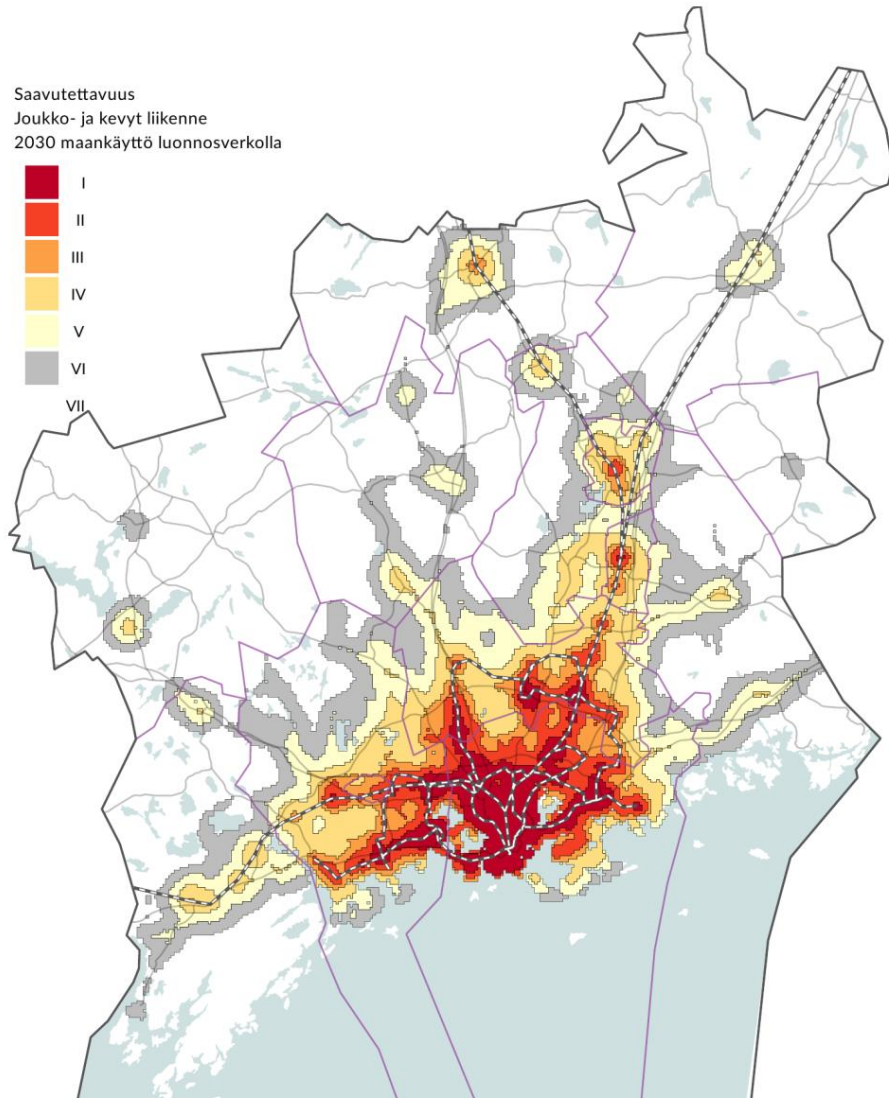 Saavutettavuus
Joukko- ja kevyt liikenne
2030 maankäyttö luonnosverkolla
I
II
III
IV
V
VI
VII